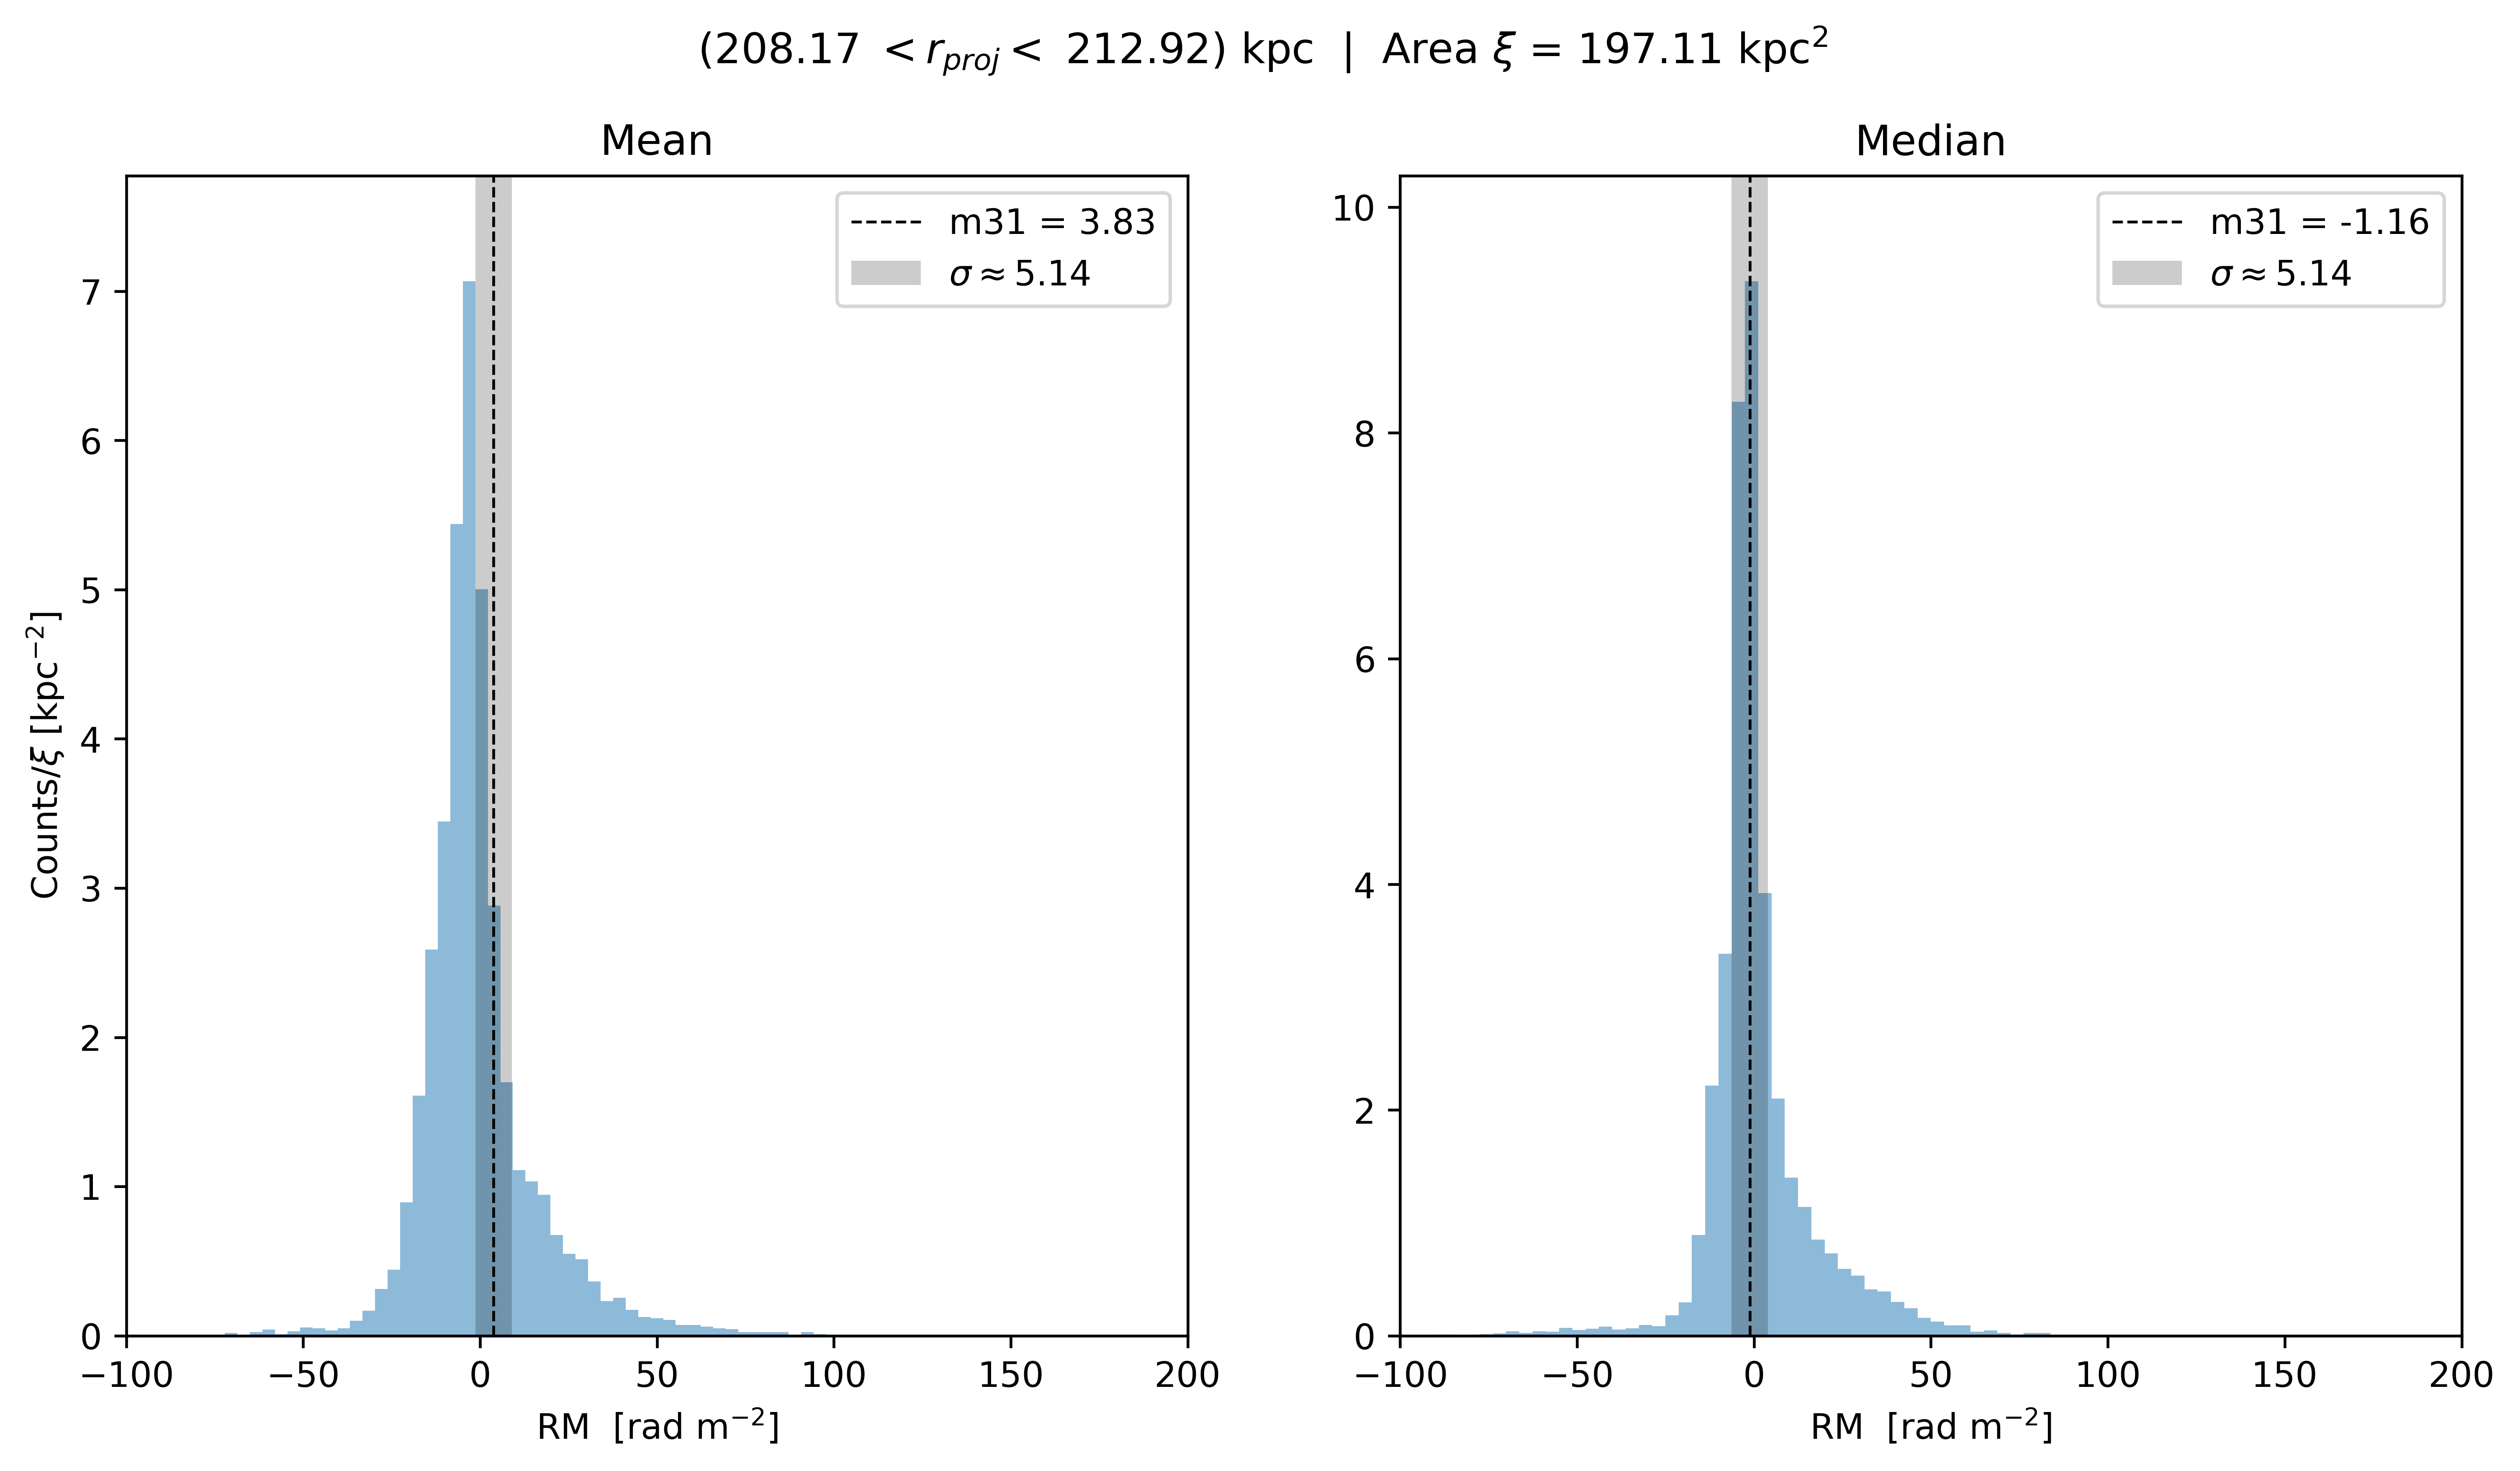 (208.17 < r_proj < 212.92) kpc | Area ξ = 197.11 kpc²
Mean
m31 = 3.83
σ ≈ 5.14
Counts/ξ [kpc⁻²]
7
6
5
4
3
2
1
0
−100 −50 0 50 100 150 200
RM [rad m⁻²]
Median
m31 = -1.16
σ ≈ 5.14
10
8
6
4
2
0
−100 −50 0 50 100 150 200
RM [rad m⁻²]